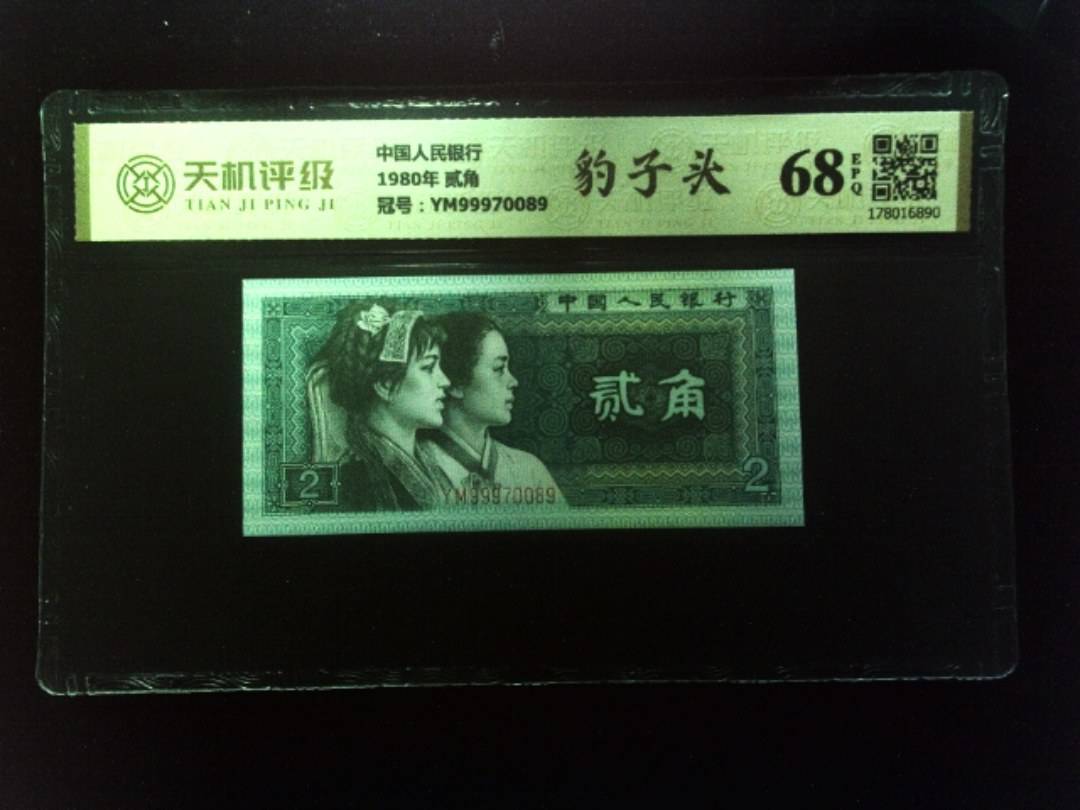 天机评级
TIAN JI PING JI
中国人民银行
1980年 贰角
冠号：YM99970089
豹子头
68
EPQ
178016890
中国人民银行
贰角
2
2
YM99970089